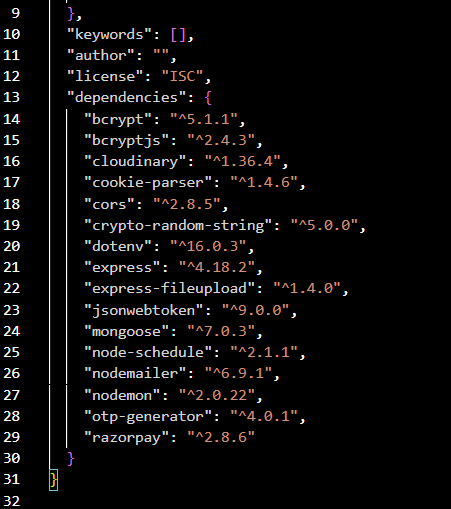 9 },
10 "keywords": [],
11 "author": "",
12 "license": "ISC",
13 "dependencies": {
14 "bcrypt": "^5.1.1",
15 "bcryptjs": "^2.4.3",
16 "cloudinary": "^1.36.4",
17 "cookie-parser": "^1.4.6",
18 "cors": "^2.8.5",
19 "crypto-random-string": "^5.0.0",
20 "dotenv": "^16.0.3",
21 "express": "^4.18.2",
22 "express-fileupload": "^1.4.0",
23 "jsonwebtoken": "^9.0.0",
24 "mongoose": "^7.0.3",
25 "node-schedule": "^2.1.1",
26 "nodemailer": "^6.9.1",
27 "nodemon": "^2.0.22",
28 "otp-generator": "^4.0.1",
29 "razorpay": "^2.8.6"
30 }
31 }
32